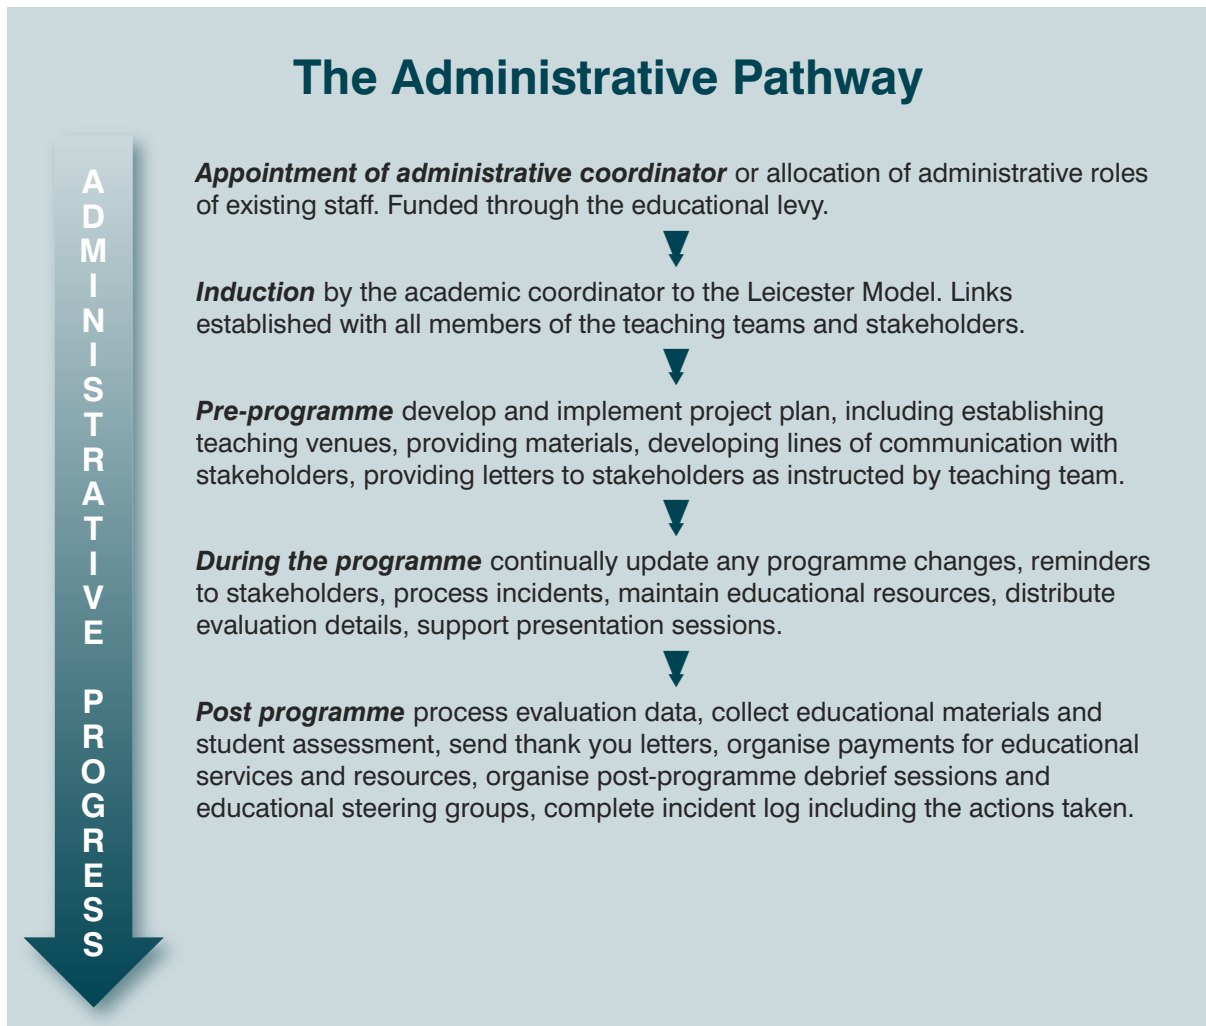 The Administrative Pathway
ADMINISTRATIVE PROGRESS
Appointment of administrative coordinator or allocation of administrative roles
of existing staff. Funded through the educational levy.
Induction by the academic coordinator to the Leicester Model. Links
established with all members of the teaching teams and stakeholders.
Pre-programme develop and implement project plan, including establishing
teaching venues, providing materials, developing lines of communication with
stakeholders, providing letters to stakeholders as instructed by teaching team.
During the programme continually update any programme changes, reminders
to stakeholders, process incidents, maintain educational resources, distribute
evaluation details, support presentation sessions.
Post programme process evaluation data, collect educational materials and
student assessment, send thank you letters, organise payments for educational
services and resources, organise post-programme debrief sessions and
educational steering groups, complete incident log including the actions taken.